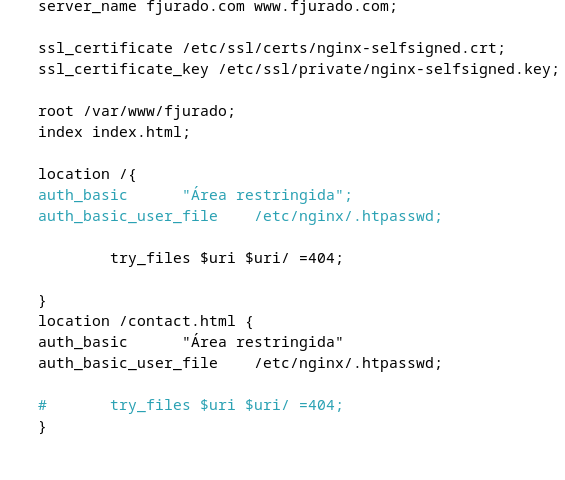 server_name fjurado.com www.fjurado.com;
ssl_certificate /etc/ssl/certs/nginx-selfsigned.crt;
ssl_certificate_key /etc/ssl/private/nginx-selfsigned.key;
root /var/www/fjurado;
index index.html;
location /{
auth_basic      "Área restringida";
auth_basic_user_file    /etc/nginx/.htpasswd;
        try_files $uri $uri/ =404;
}
location /contact.html {
auth_basic      "Área restringida"
auth_basic_user_file    /etc/nginx/.htpasswd;
#       try_files $uri $uri/ =404;
}